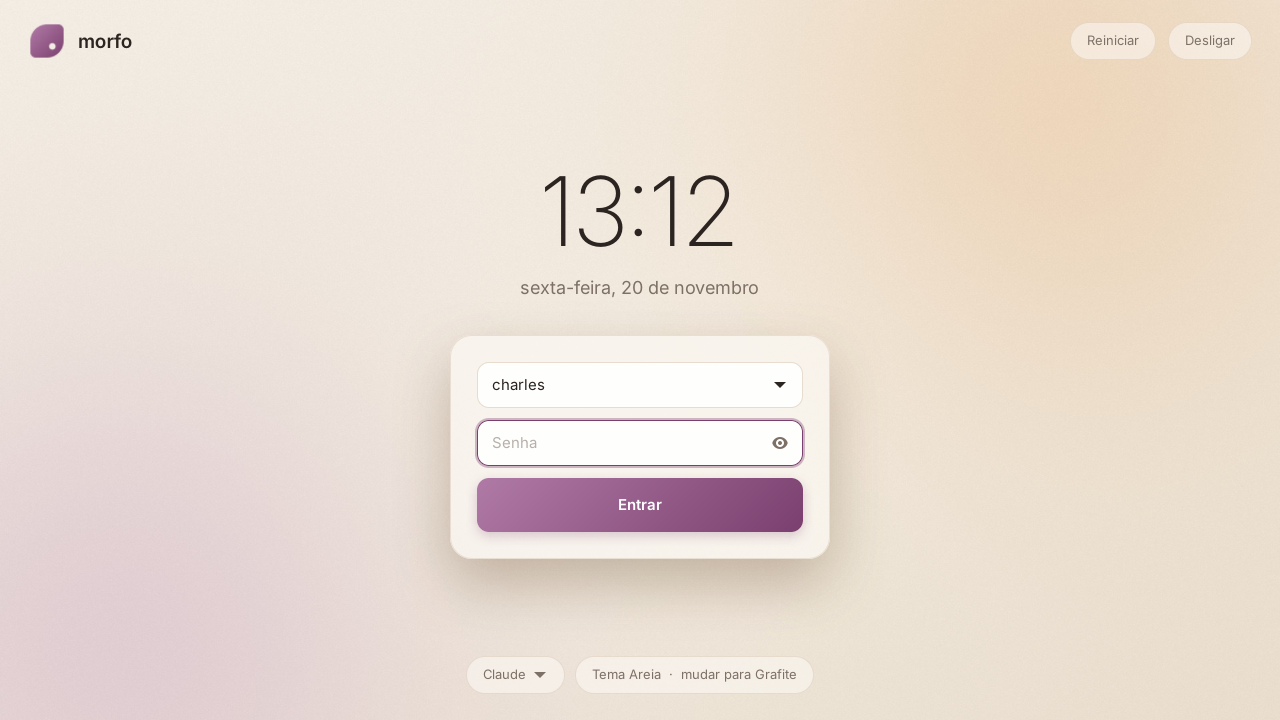 morfo
Reiniciar
Desligar
13:12
sexta-feira, 20 de novembro
charles
Senha
Entrar
Claude
Tema Areia · mudar para Grafite